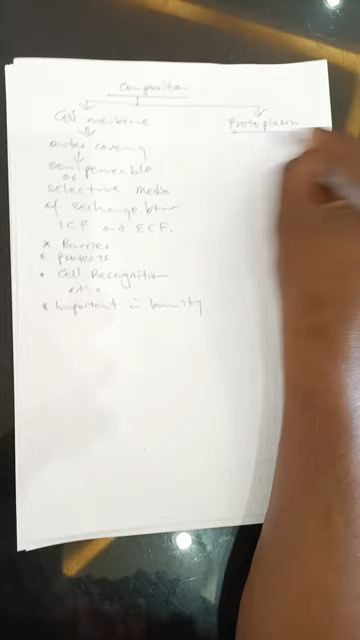 Composition
Cell membrane
Protoplasm
outer covering
semi permeable
or
selective media
of exchange btw
ICF and ECF.
* Barrier
* Protects
* Cell Recognition
etc
* Important in